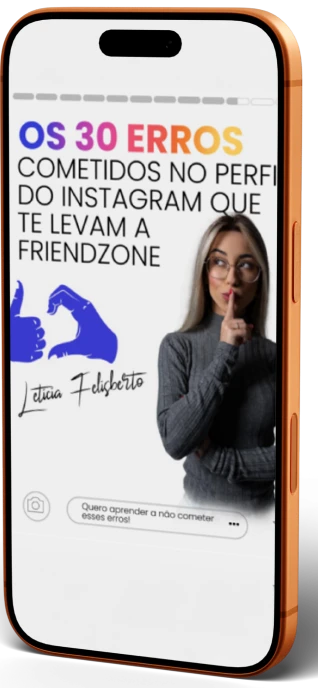 OS 30 ERROS
COMETIDOS NO PERFI
DO INSTAGRAM QUE
TE LEVAM A
FRIENDZONE
Letícia Felisberto
Quero aprender a não cometer
esses erros!